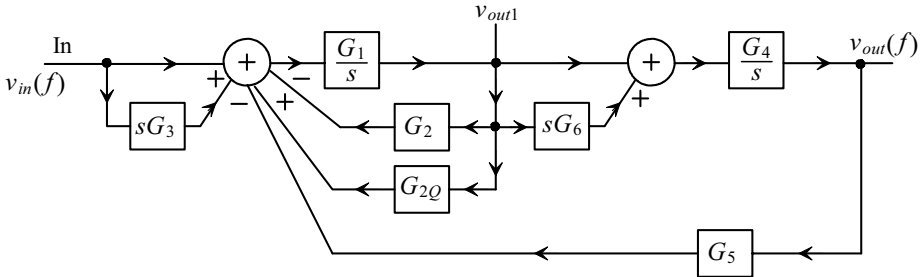 v_out1
In
v_in(f)
+
+
−
+
−
G_1
s
+
+
G_4
s
v_out(f)
sG_3
G_2
sG_6
G_2Q
G_5